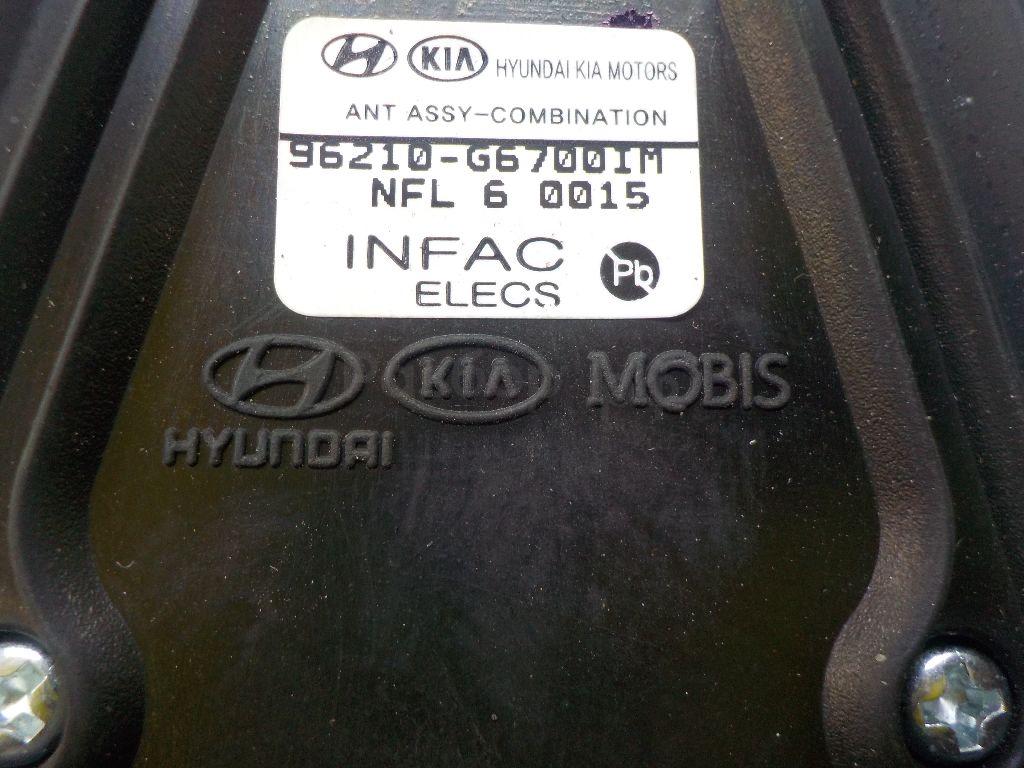 KIA HYUNDAI KIA MOTORS
ANT ASSY-COMBINATION
96210-G6700IM
NFL 6 0015
INFAC
ELECS
Pb
KIA MOBIS
HYUNDAI